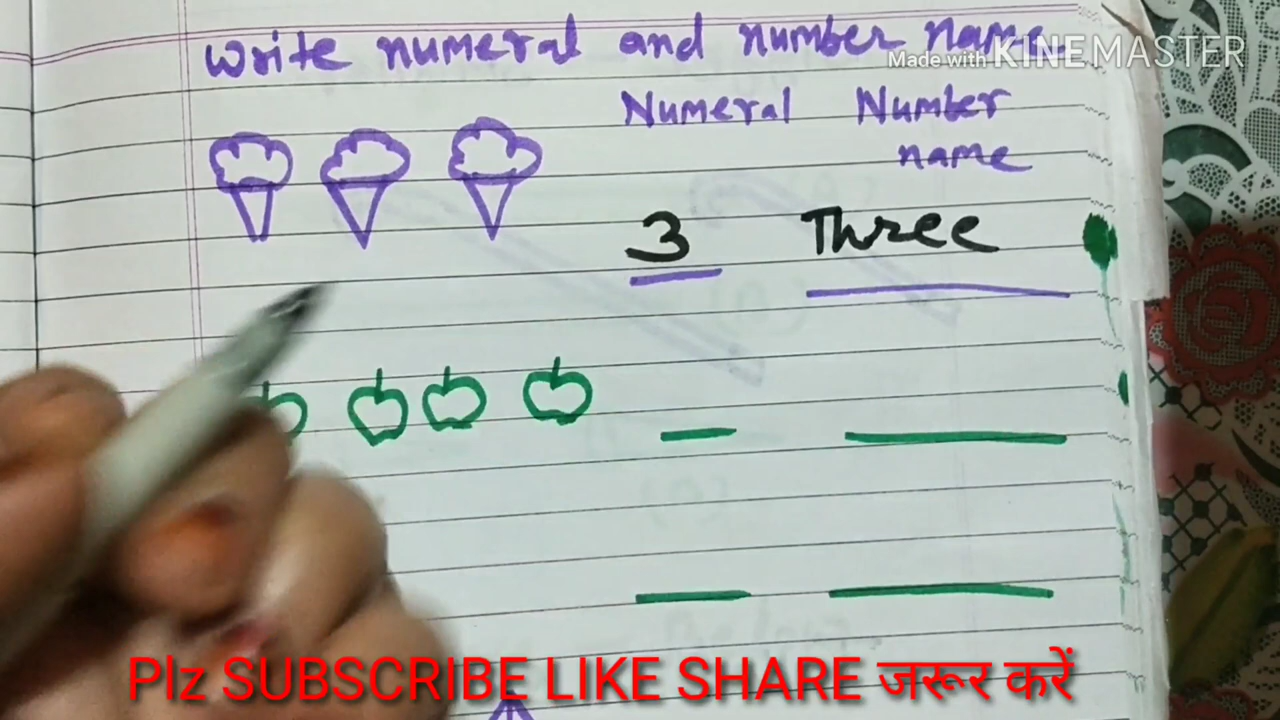 write numeral and number name
Made with KINEMASTER
Numeral Number
name
3 Three
Plz SUBSCRIBE LIKE SHARE जरूर करें